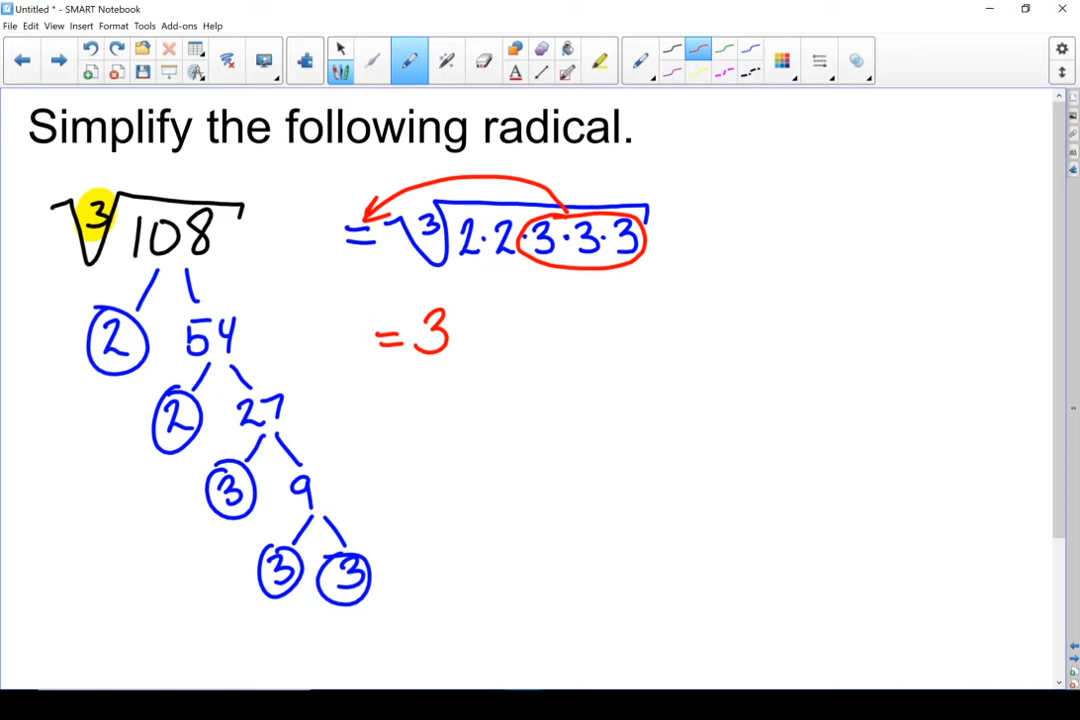 Untitled * - SMART Notebook
File Edit View Insert Format Tools Add-ons Help
Simplify the following radical.
∛108 = ∛2·2·3·3·3
2 54 = 3
2 27
3 9
3 3